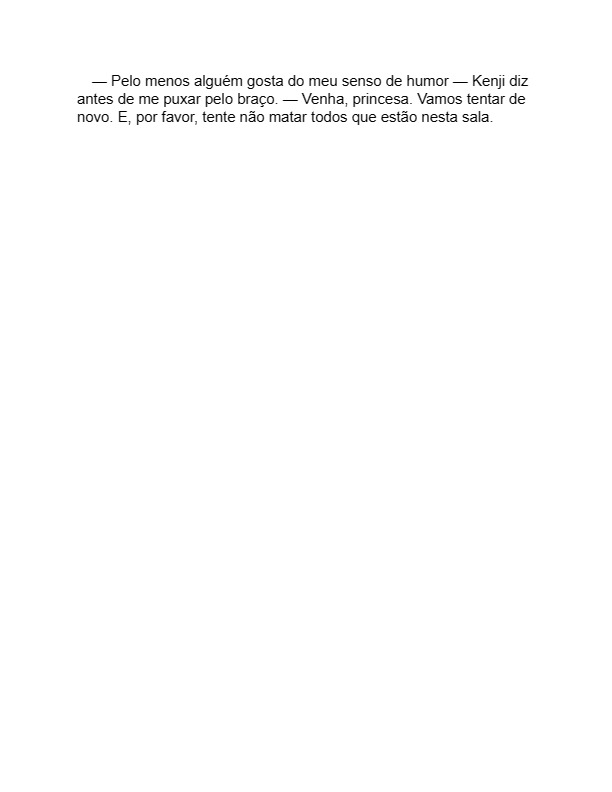 — Pelo menos alguém gosta do meu senso de humor — Kenji diz
antes de me puxar pelo braço. — Venha, princesa. Vamos tentar de
novo. E, por favor, tente não matar todos que estão nesta sala.